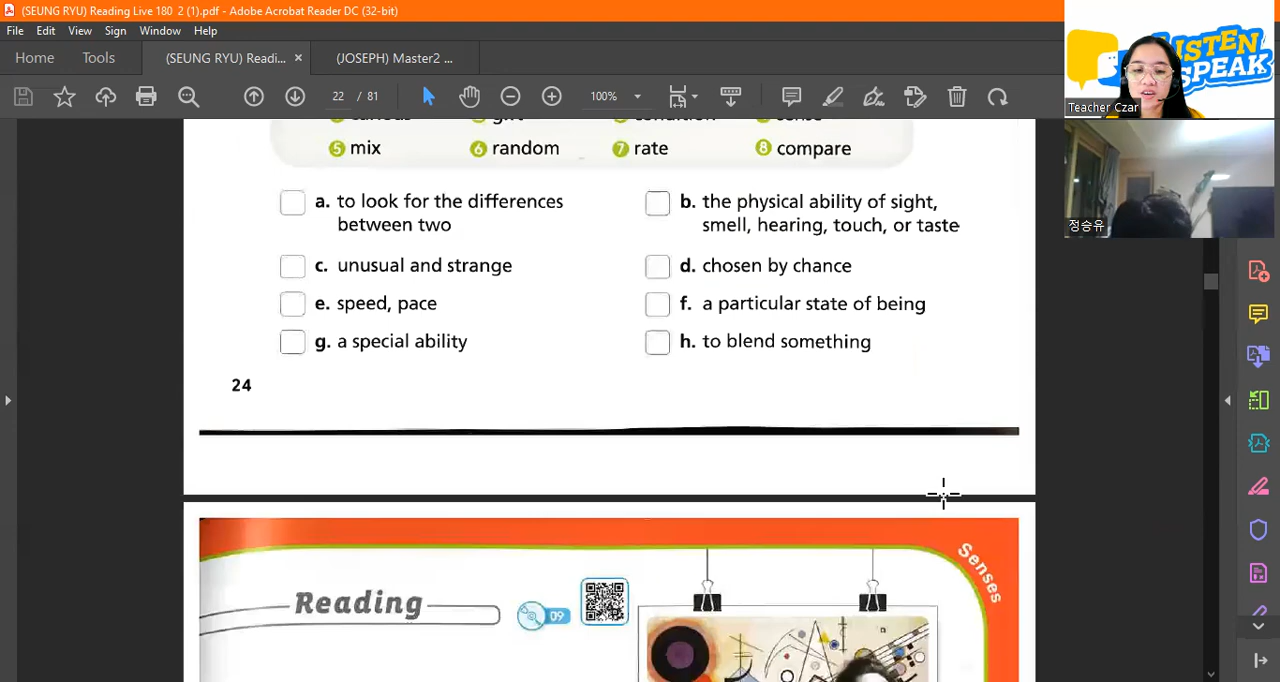 (SEUNG RYU) Reading Live 180 2 (1).pdf - Adobe Acrobat Reader DC (32-bit)
File Edit View Sign Window Help
Home Tools (SEUNG RYU) Readi... × (JOSEPH) Master2 ...
22 / 81 100%
LISTEN
SPEAK
Teacher Czar
정승유
condition
5 mix 6 random 7 rate 8 compare
a. to look for the differences
between two
b. the physical ability of sight,
smell, hearing, touch, or taste
c. unusual and strange
d. chosen by chance
e. speed, pace
f. a particular state of being
g. a special ability
h. to blend something
24
Senses
Reading 09